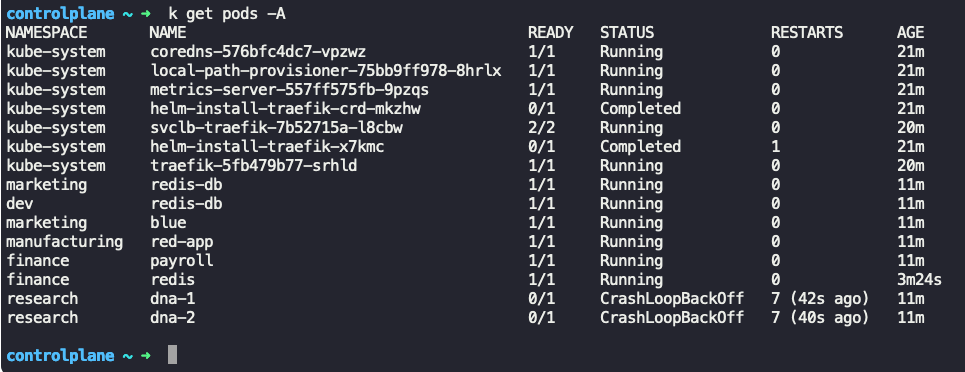 controlplane ~ → k get pods -A
NAMESPACE NAME READY STATUS RESTARTS AGE
kube-system coredns-576bfc4dc7-vpzwz 1/1 Running 0 21m
kube-system local-path-provisioner-75bb9ff978-8hrlx 1/1 Running 0 21m
kube-system metrics-server-557ff575fb-9pzqs 1/1 Running 0 21m
kube-system helm-install-traefik-crd-mkzhw 0/1 Completed 0 21m
kube-system svclb-traefik-7b52715a-l8cbw 2/2 Running 0 20m
kube-system helm-install-traefik-x7kmc 0/1 Completed 1 21m
kube-system traefik-5fb479b77-srhld 1/1 Running 0 20m
marketing redis-db 1/1 Running 0 11m
dev redis-db 1/1 Running 0 11m
marketing blue 1/1 Running 0 11m
manufacturing red-app 1/1 Running 0 11m
finance payroll 1/1 Running 0 11m
finance redis 1/1 Running 0 3m24s
research dna-1 0/1 CrashLoopBackOff 7 (42s ago) 11m
research dna-2 0/1 CrashLoopBackOff 7 (40s ago) 11m
controlplane ~ →